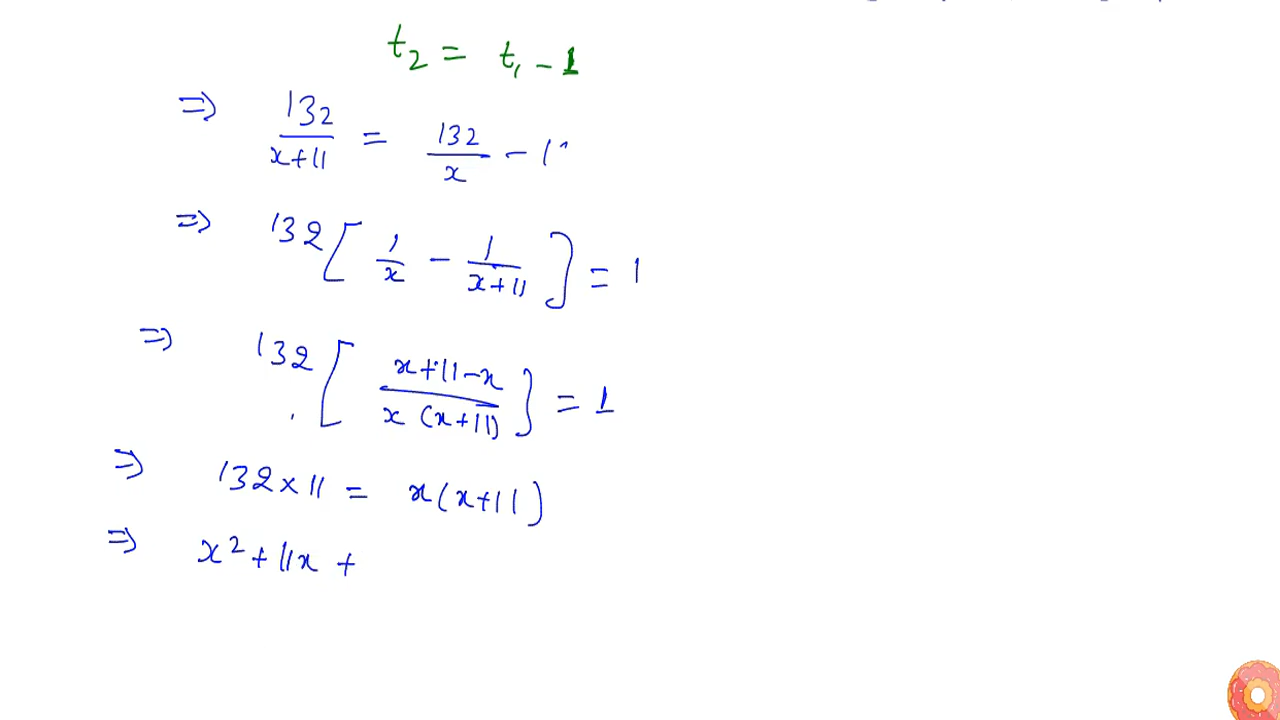 t₂ = t₁ - 1
⇒ 132/(x+11) = 132/x - 1
⇒ 132 [ 1/x - 1/(x+11) ] = 1
⇒ 132 [ (x+11-x)/(x(x+11)) ] = 1
⇒ 132 × 11 = x(x+11)
⇒ x² + 11x +